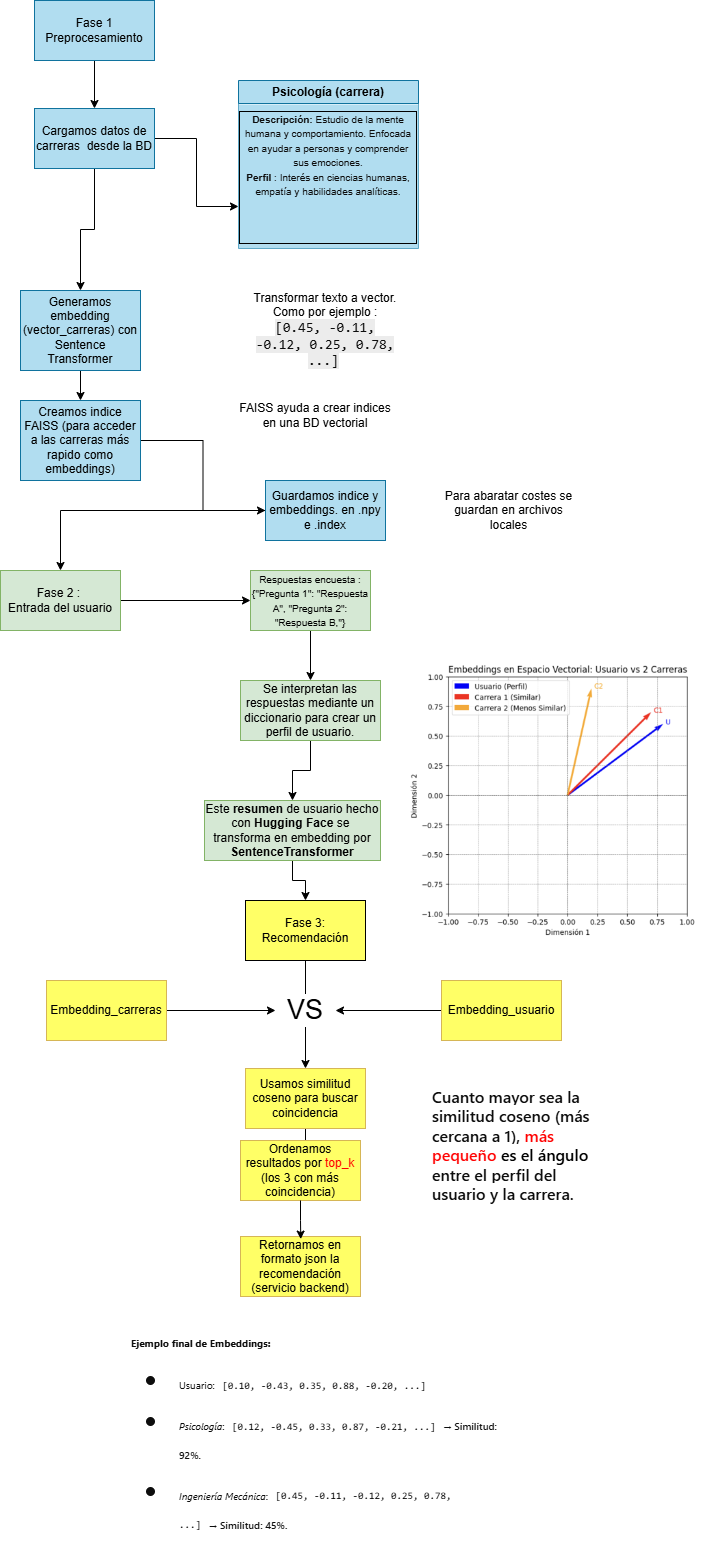 Fase 1
Preprocesamiento
Cargamos datos de
carreras  desde la BD
Psicología (carrera)
Descripción: Estudio de la mente
humana y comportamiento. Enfocada
en ayudar a personas y comprender
sus emociones.
Perfil : Interés en ciencias humanas,
empatía y habilidades analíticas.
Generamos
embedding
(vector_carreras) con
Sentence
Transformer
Transformar texto a vector.
Como por ejemplo :
[0.45, -0.11,
-0.12, 0.25, 0.78,
...]
Creamos indice
FAISS (para acceder
a las carreras más
rapido como
embeddings)
FAISS ayuda a crear indices
en una BD vectorial
Guardamos indice y
embeddings. en .npy
e .index
Para abaratar costes se
guardan en archivos
locales
Fase 2 :
Entrada del usuario
Respuestas encuesta :
{"Pregunta 1": "Respuesta
A", "Pregunta 2":
"Respuesta B,"}
Se interpretan las
respuestas mediante un
diccionario para crear un
perfil de usuario.
Este resumen de usuario hecho
con Hugging Face se
transforma en embedding por
SentenceTransformer
Embeddings en Espacio Vectorial: Usuario vs 2 Carreras
Usuario (Perfil)
Carrera 1 (Similar)
Carrera 2 (Menos Similar)
C2
C1
U
1.00
0.75
0.50
0.25
0.00
−0.25
−0.50
−0.75
−1.00
Dimensión 2
−1.00 −0.75 −0.50 −0.25 0.00 0.25 0.50 0.75 1.00
Dimensión 1
Fase 3:
Recomendación
Embedding_carreras
VS
Embedding_usuario
Usamos similitud
coseno para buscar
coincidencia
Cuanto mayor sea la
similitud coseno (más
cercana a 1), más
pequeño es el ángulo
entre el perfil del
usuario y la carrera.
Ordenamos
resultados por top_k
(los 3 con más
coincidencia)
Retornamos en
formato json la
recomendación
(servicio backend)
Ejemplo final de Embeddings:
Usuario: [0.10, -0.43, 0.35, 0.88, -0.20, ...]
Psicología: [0.12, -0.45, 0.33, 0.87, -0.21, ...] → Similitud:
92%.
Ingeniería Mecánica: [0.45, -0.11, -0.12, 0.25, 0.78,
...] → Similitud: 45%.